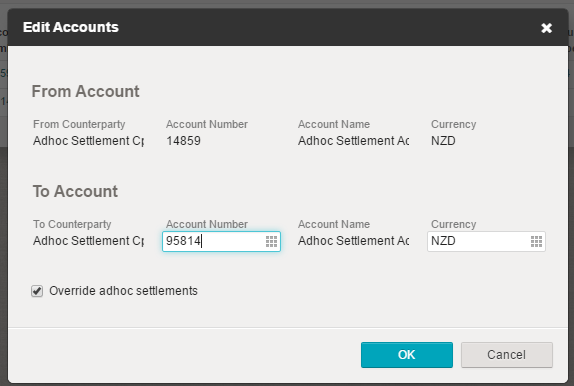 Edit Accounts
From Account
From Counterparty Account Number Account Name Currency
Adhoc Settlement Cp 14859 Adhoc Settlement Ac NZD
To Account
To Counterparty Account Number Account Name Currency
Adhoc Settlement Cp 95814 Adhoc Settlement Ac NZD
Override adhoc settlements
OK Cancel